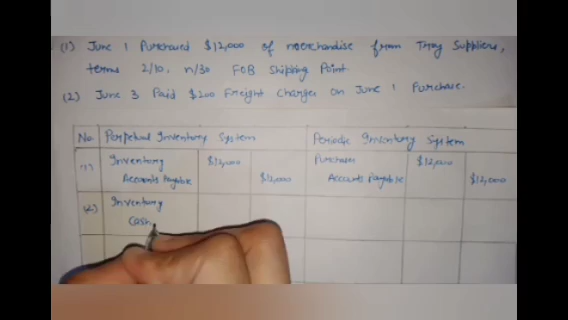 (1) June 1 Purchased $12,000 of merchandise from Troy Suppliers,
terms 2/10, n/30 FOB Shipping Point
(2) June 3 Paid $200 Freight Charges on June 1 Purchase.
No. Perpetual Inventory System Periodic Inventory System
(1) Inventory $12,000 Purchases $12,000
Accounts Payable $12,000 Accounts Payable $12,000
(2) Inventory
Cash